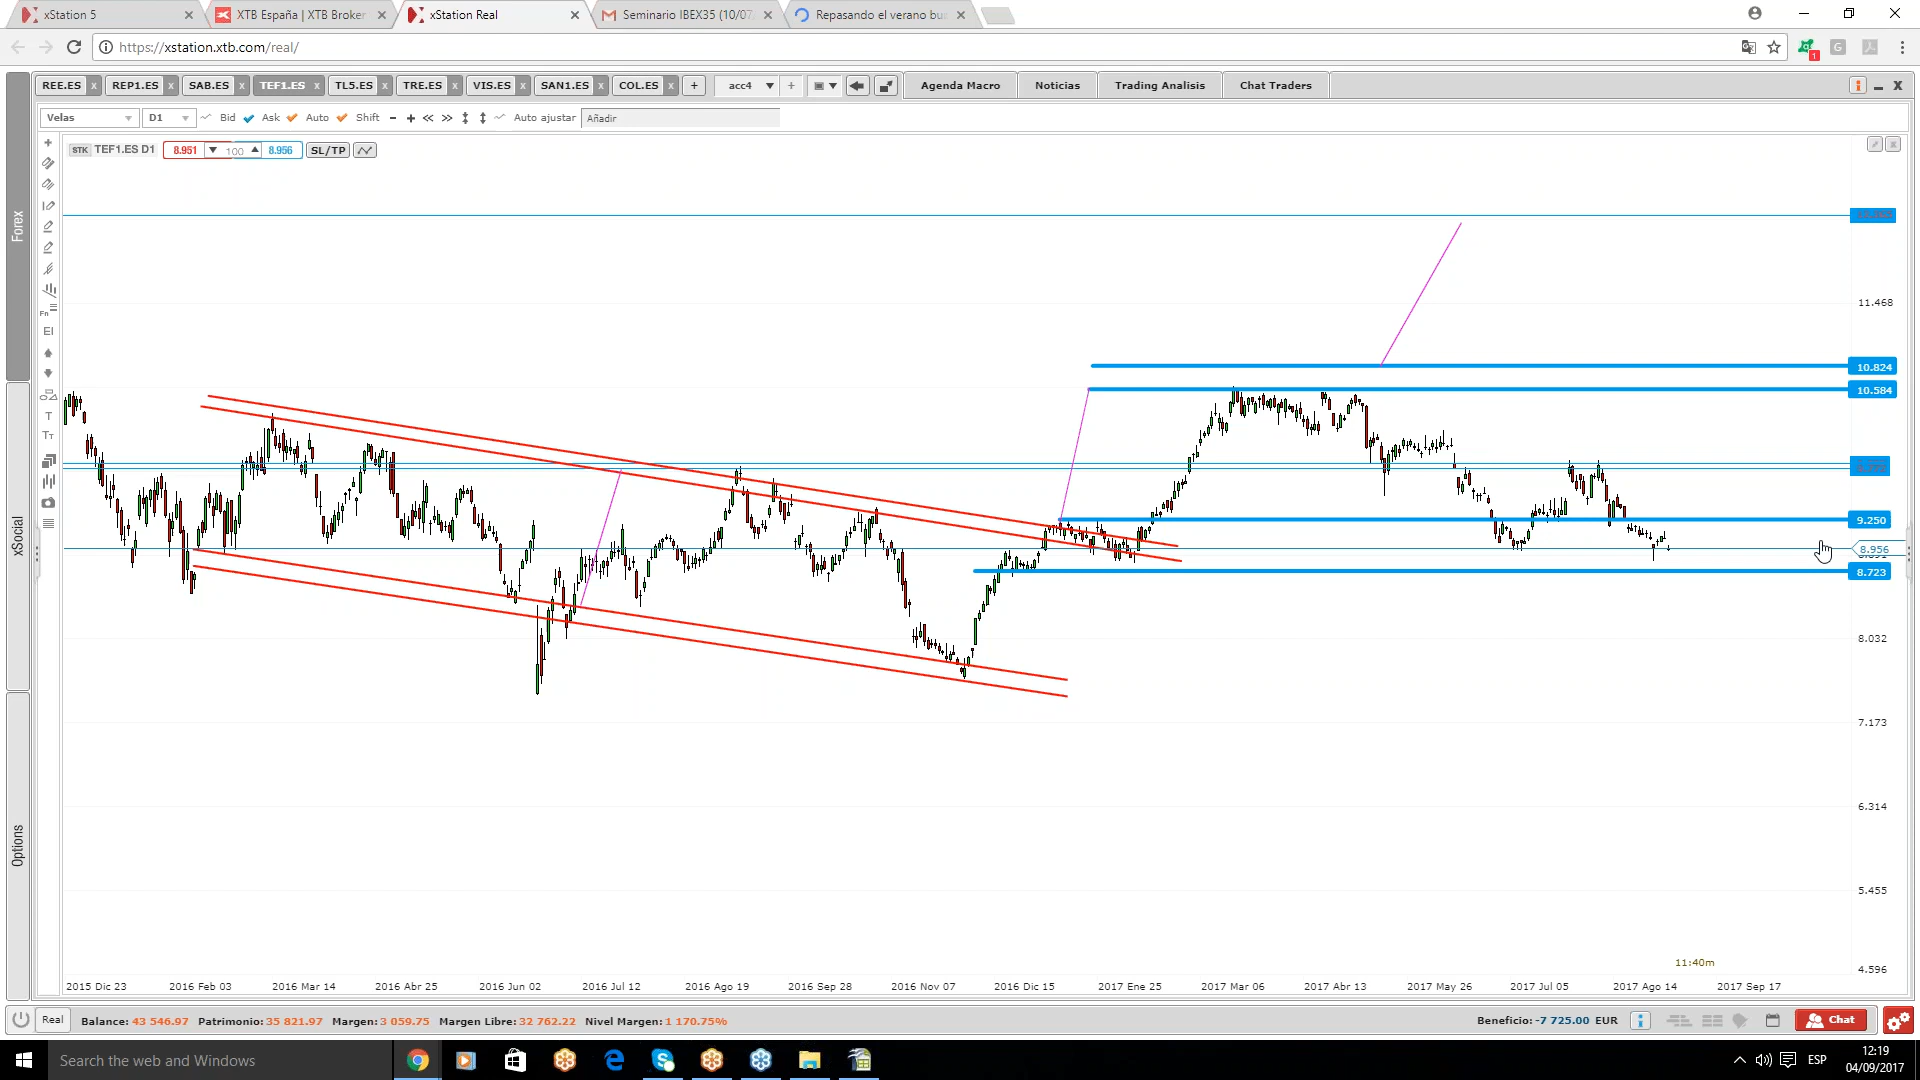 xStation 5
XTB España | XTB Broker
xStation Real
Seminario IBEX35 (10/07
Repasando el verano bu
https://xstation.xtb.com/real/
REE.ES x REP1.ES x SAB.ES x TEF1.ES x TL5.ES x TRE.ES x VIS.ES x SAN1.ES x COL.ES x + acc4 + Agenda Macro Noticias Trading Analisis Chat Traders
Velas D1 Bid Ask Auto Shift Auto ajustar Añadir
STK TEF1.ES D1 8.951 100 8.956 SL/TP
Forex
xSocial
Options
Fn
EI
T
TT
11.468
10.824
10.584
9.250
8.956
8.723
8.032
7.173
6.314
5.455
4.596
11:40m
2015 Dic 23 2016 Feb 03 2016 Mar 14 2016 Abr 25 2016 Jun 02 2016 Jul 12 2016 Ago 19 2016 Sep 28 2016 Nov 07 2016 Dic 15 2017 Ene 25 2017 Mar 06 2017 Abr 13 2017 May 26 2017 Jul 05 2017 Ago 14 2017 Sep 17
Real Balance: 43 546.97 Patrimonio: 35 821.97 Margen: 3 059.75 Margen Libre: 32 762.22 Nivel Margen: 1 170.75% Beneficio: -7 725.00 EUR Chat
Search the web and Windows
ESP
12:19
04/09/2017